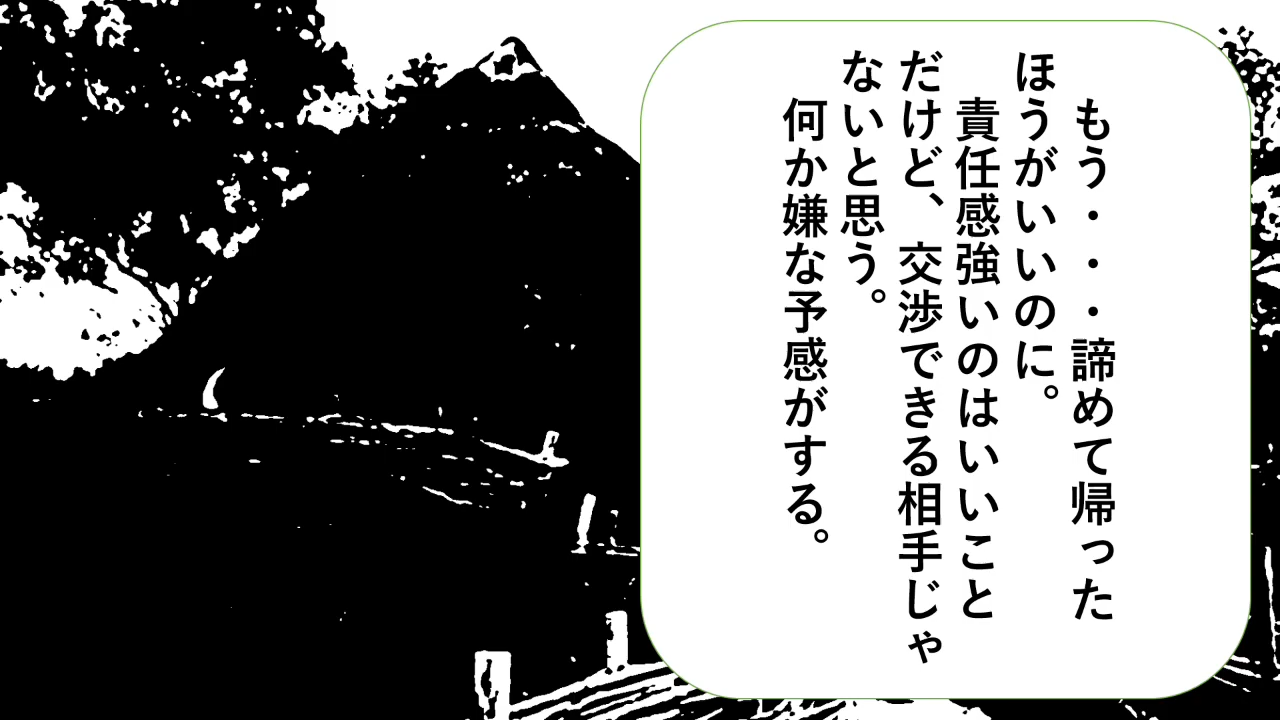 もう・・・諦めて帰った
ほうがいいのに。
責任感強いのはいいこと
だけど、交渉できる相手じゃ
ないと思う。
何か嫌な予感がする。